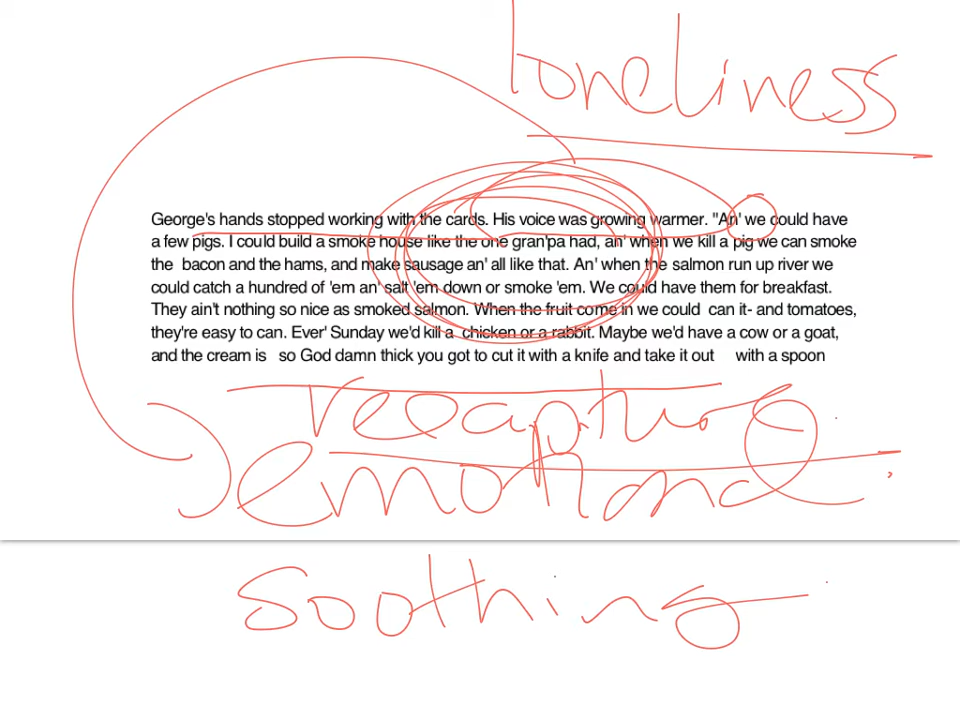 loneliness
George's hands stopped working with the cards. His voice was growing warmer. "An' we could have
a few pigs. I could build a smoke house like the one gran'pa had, an' when we kill a pig we can smoke
the bacon and the hams, and make sausage an' all like that. An' when the salmon run up river we
could catch a hundred of 'em an' salt 'em down or smoke 'em. We could have them for breakfast.
They ain't nothing so nice as smoked salmon. When the fruit come in we could can it- and tomatoes,
they're easy to can. Ever' Sunday we'd kill a chicken or a rabbit. Maybe we'd have a cow or a goat,
and the cream is so God damn thick you got to cut it with a knife and take it out with a spoon
emotional
soothing